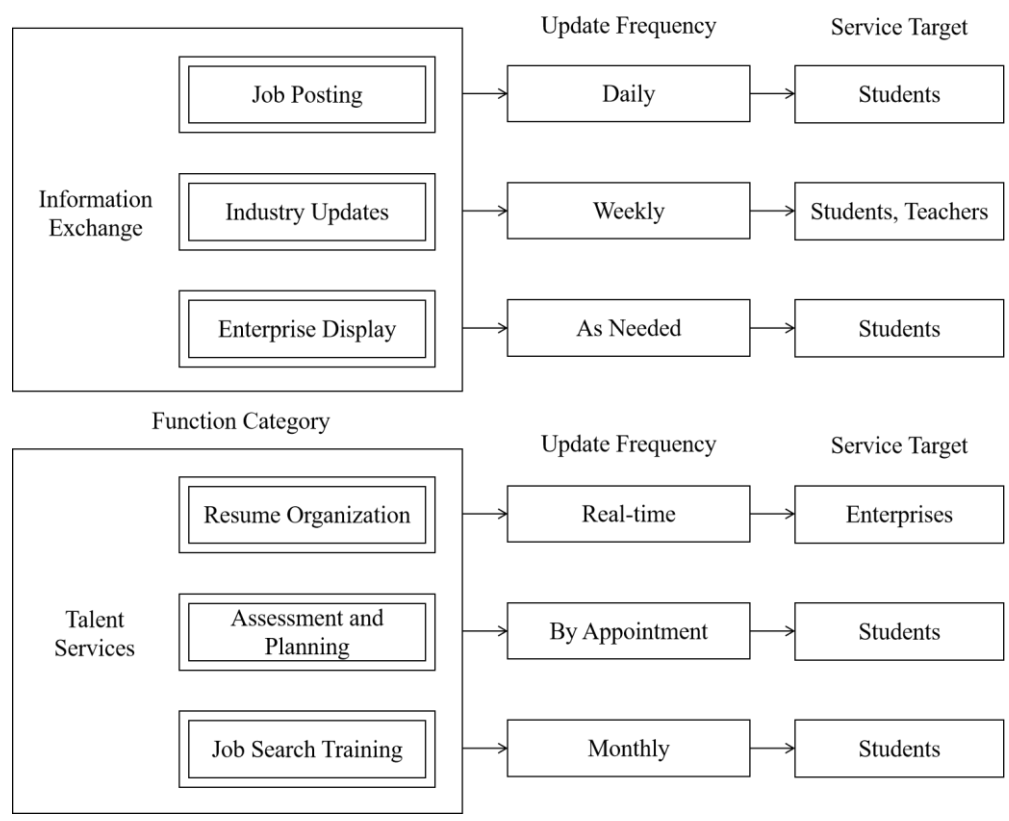 Update Frequency
Service Target
Information
Exchange
Job Posting
Daily
Students
Industry Updates
Weekly
Students, Teachers
Enterprise Display
As Needed
Students
Function Category
Update Frequency
Service Target
Talent
Services
Resume Organization
Real-time
Enterprises
Assessment and
Planning
By Appointment
Students
Job Search Training
Monthly
Students